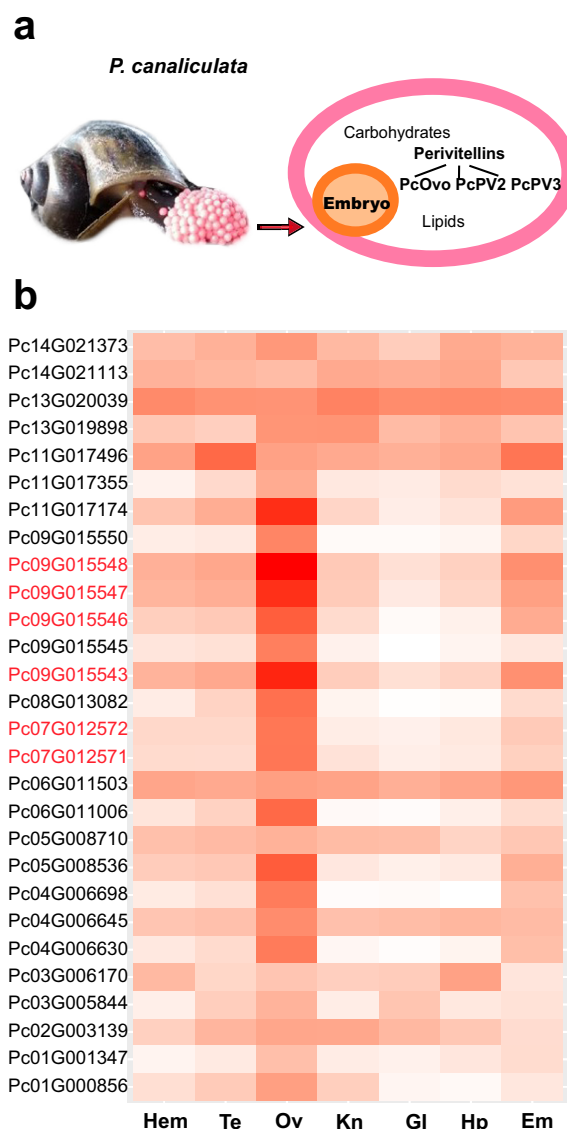 a
P. canaliculata
Carbohydrates
Perivitellins
PcOvo PcPV2 PcPV3
Embryo
Lipids
b
Pc14G021373
Pc14G021113
Pc13G020039
Pc13G019898
Pc11G017496
Pc11G017355
Pc11G017174
Pc09G015550
Pc09G015548
Pc09G015547
Pc09G015546
Pc09G015545
Pc09G015543
Pc08G013082
Pc07G012572
Pc07G012571
Pc06G011503
Pc06G011006
Pc05G008710
Pc05G008536
Pc04G006698
Pc04G006645
Pc04G006630
Pc03G006170
Pc03G005844
Pc02G003139
Pc01G001347
Pc01G000856
Hem Te Ov Kn Gl Hp Em